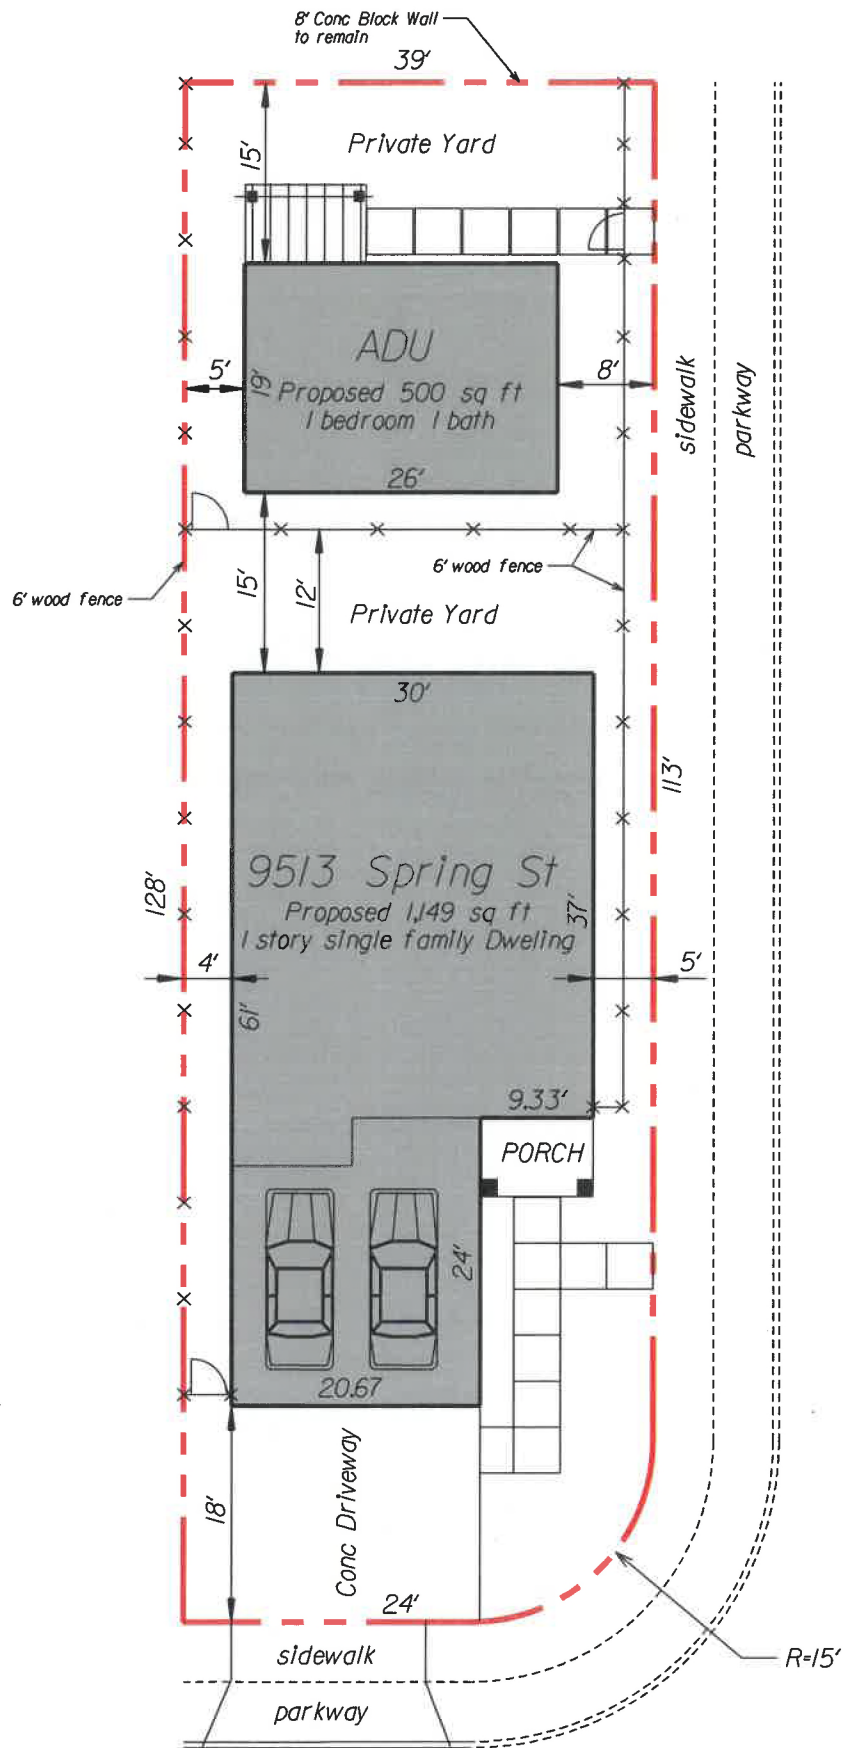 8' Conc Block Wall
to remain
39'
15'
Private Yard
ADU
5'
19'
8'
Proposed 500 sq ft
1 bedroom 1 bath
26'
sidewalk
parkway
15'
12'
6' wood fence
6' wood fence
Private Yard
30'
113'
128'
9513 Spring St
Proposed 1,149 sq ft
1 story single family Dweling
37'
4'
5'
61'
9.33'
PORCH
24'
20.67
18'
Conc Driveway
24'
R=15'
sidewalk
parkway